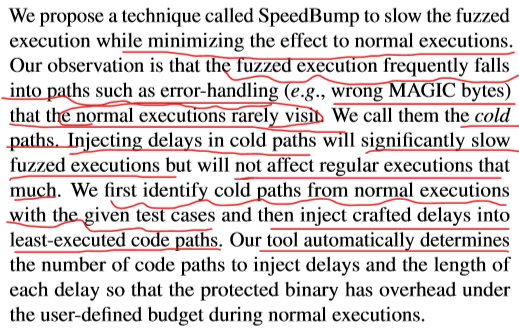 We propose a technique called SpeedBump to slow the fuzzed
execution while minimizing the effect to normal executions.
Our observation is that the fuzzed execution frequently falls
into paths such as error-handling (e.g., wrong MAGIC bytes)
that the normal executions rarely visit. We call them the cold
paths. Injecting delays in cold paths will significantly slow
fuzzed executions but will not affect regular executions that
much. We first identify cold paths from normal executions
with the given test cases and then inject crafted delays into
least-executed code paths. Our tool automatically determines
the number of code paths to inject delays and the length of
each delay so that the protected binary has overhead under
the user-defined budget during normal executions.